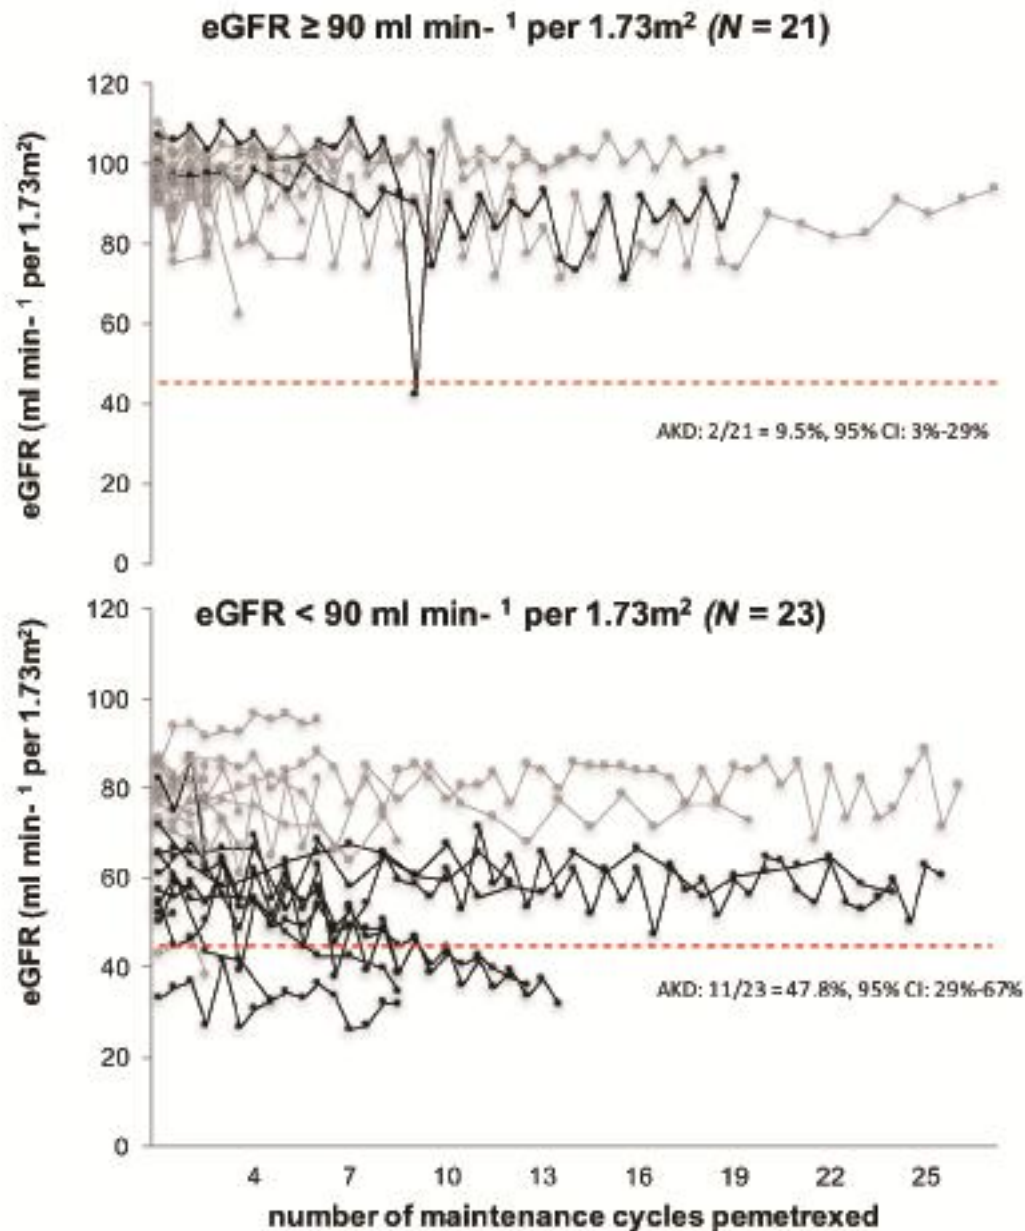 eGFR ≥ 90 ml min- ¹ per 1.73m² (N = 21)
eGFR (ml min- ¹ per 1.73m²)
120
100
80
60
40
20
0
AKD: 2/21 = 9.5%, 95% CI: 3%-29%
eGFR < 90 ml min- ¹ per 1.73m² (N = 23)
eGFR (ml min- ¹ per 1.73m²)
120
100
80
60
40
20
0
AKD: 11/23 = 47.8%, 95% CI: 29%-67%
4 7 10 13 16 19 22 25
number of maintenance cycles pemetrexed